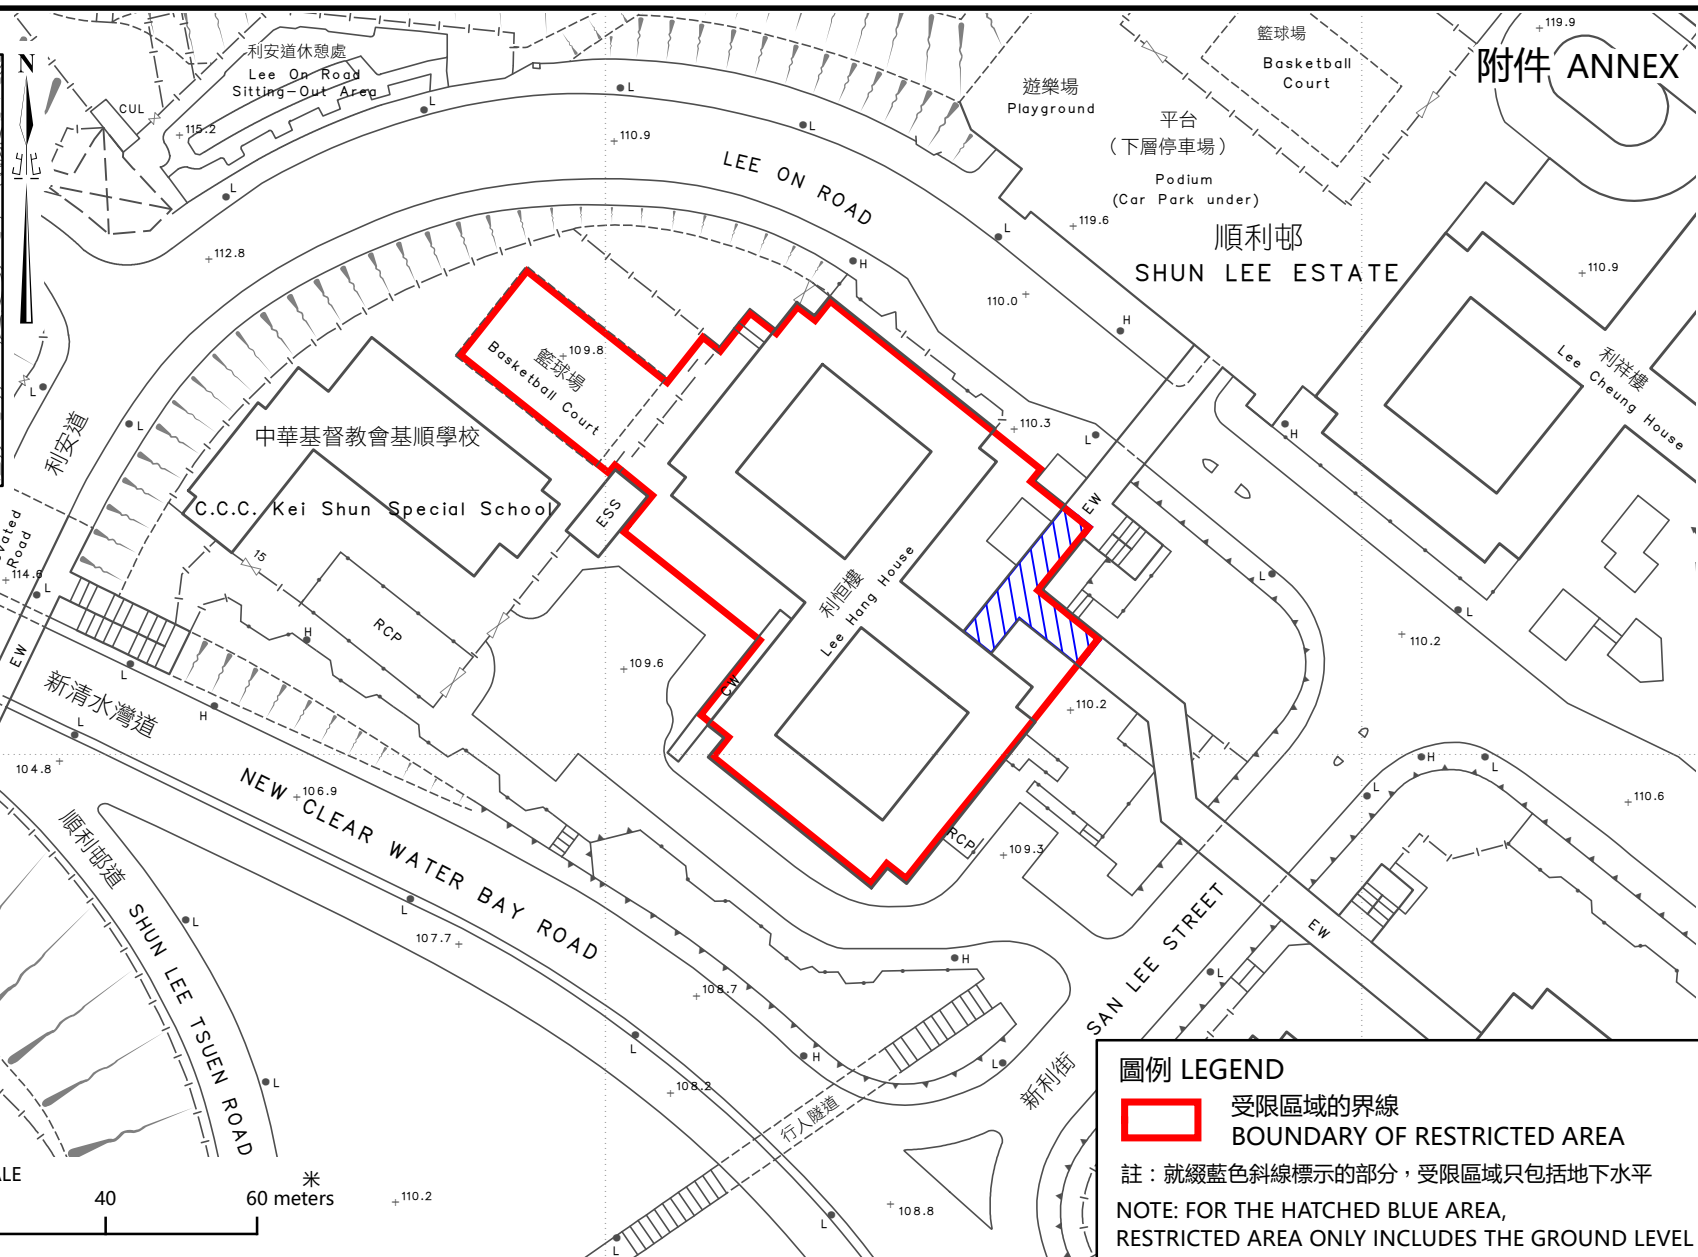 附件 ANNEX
N
利安道休憩處
Lee On Road
Sitting-Out Area
CUL
115.2
112.8
110.9
LEE ON ROAD
遊樂場
Playground
籃球場
Basketball
Court
119.9
平台
(下層停車場)
Podium
(Car Park under)
119.6
順利邨
SHUN LEE ESTATE
110.0
110.9
利祥樓
Lee Cheung House
籃球場
Basketball Court
109.8
110.3
中華基督教會基順學校
C.C.C. Kei Shun Special School
ESS
EW
利安道
vated
Road
114.6
15
RCP
利恒樓
Lee Hang House
CW
109.6
110.2
110.2
EW
新清水灣道
NEW CLEAR WATER BAY ROAD
104.8
106.9
107.7
108.7
108.2
RCP
109.3
110.6
順利邨道
SHUN LEE TSUEN ROAD
SAN LEE STREET
新利街
EW
行人隧道
108.8
110.2
ALE
米
40
60 meters
圖例 LEGEND
受限區域的界線
BOUNDARY OF RESTRICTED AREA
註：就綴藍色斜線標示的部分，受限區域只包括地下水平
NOTE: FOR THE HATCHED BLUE AREA,
RESTRICTED AREA ONLY INCLUDES THE GROUND LEVEL